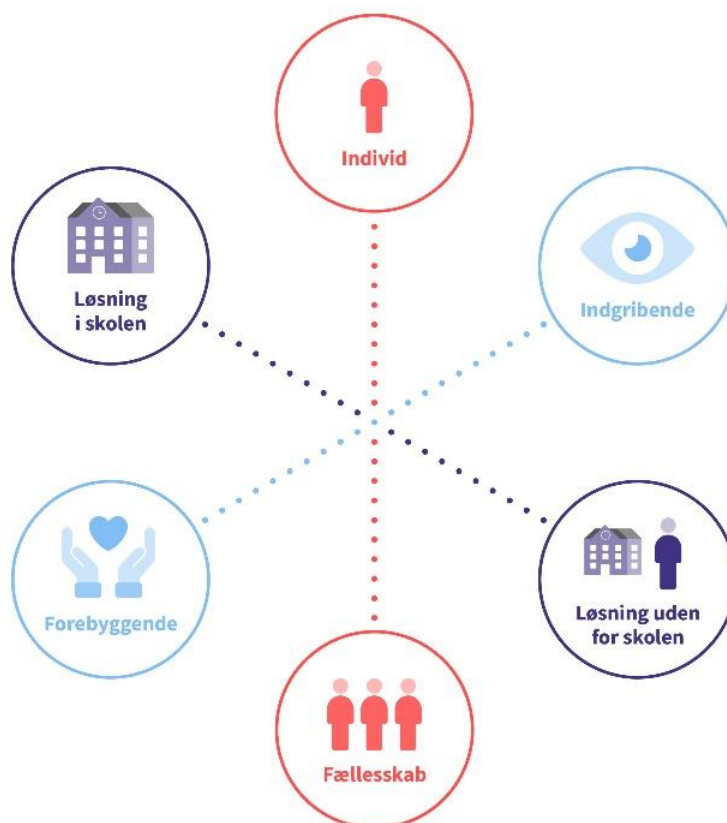 Individ
Løsning
i skolen
Indgribende
Forebyggende
Løsning uden
for skolen
Fællesskab